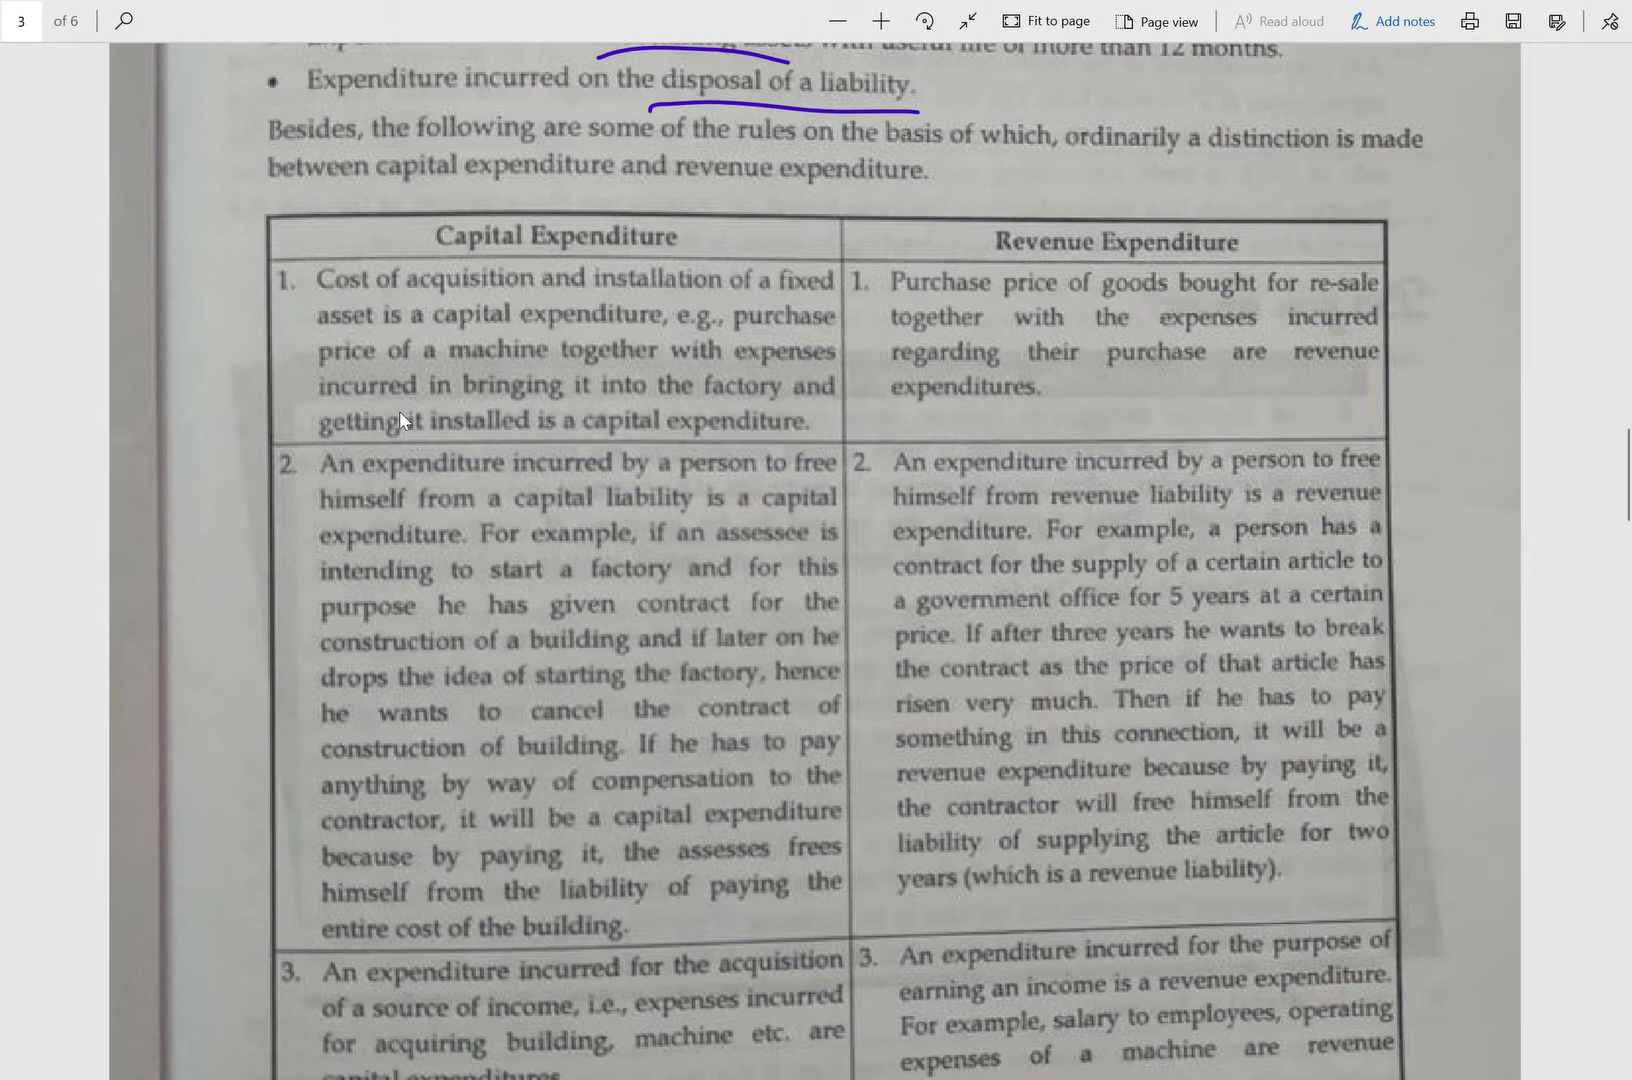 3 of 6 Fit to page Page view Read aloud Add notes
with useful life of more than 12 months.
• Expenditure incurred on the disposal of a liability.
Besides, the following are some of the rules on the basis of which, ordinarily a distinction is made
between capital expenditure and revenue expenditure.
Capital Expenditure
1. Cost of acquisition and installation of a fixed
asset is a capital expenditure, e.g., purchase
price of a machine together with expenses
incurred in bringing it into the factory and
getting it installed is a capital expenditure.
Revenue Expenditure
1. Purchase price of goods bought for re-sale
together with the expenses incurred
regarding their purchase are revenue
expenditures.
2. An expenditure incurred by a person to free
himself from a capital liability is a capital
expenditure. For example, if an assessee is
intending to start a factory and for this
purpose he has given contract for the
construction of a building and if later on he
drops the idea of starting the factory, hence
he wants to cancel the contract of
construction of building. If he has to pay
anything by way of compensation to the
contractor, it will be a capital expenditure
because by paying it, the assesses frees
himself from the liability of paying the
entire cost of the building.
2. An expenditure incurred by a person to free
himself from revenue liability is a revenue
expenditure. For example, a person has a
contract for the supply of a certain article to
a government office for 5 years at a certain
price. If after three years he wants to break
the contract as the price of that article has
risen very much. Then if he has to pay
something in this connection, it will be a
revenue expenditure because by paying it,
the contractor will free himself from the
liability of supplying the article for two
years (which is a revenue liability).
3. An expenditure incurred for the acquisition
of a source of income, i.e., expenses incurred
for acquiring building, machine etc. are
capital expenditures
3. An expenditure incurred for the purpose of
earning an income is a revenue expenditure.
For example, salary to employees, operating
expenses of a machine are revenue